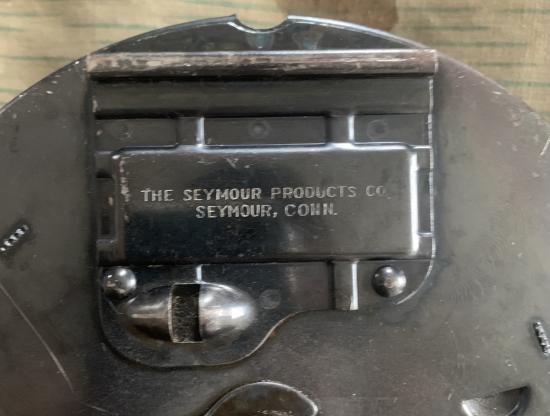 THE SEYMOUR PRODUCTS CO.
SEYMOUR, CONN.